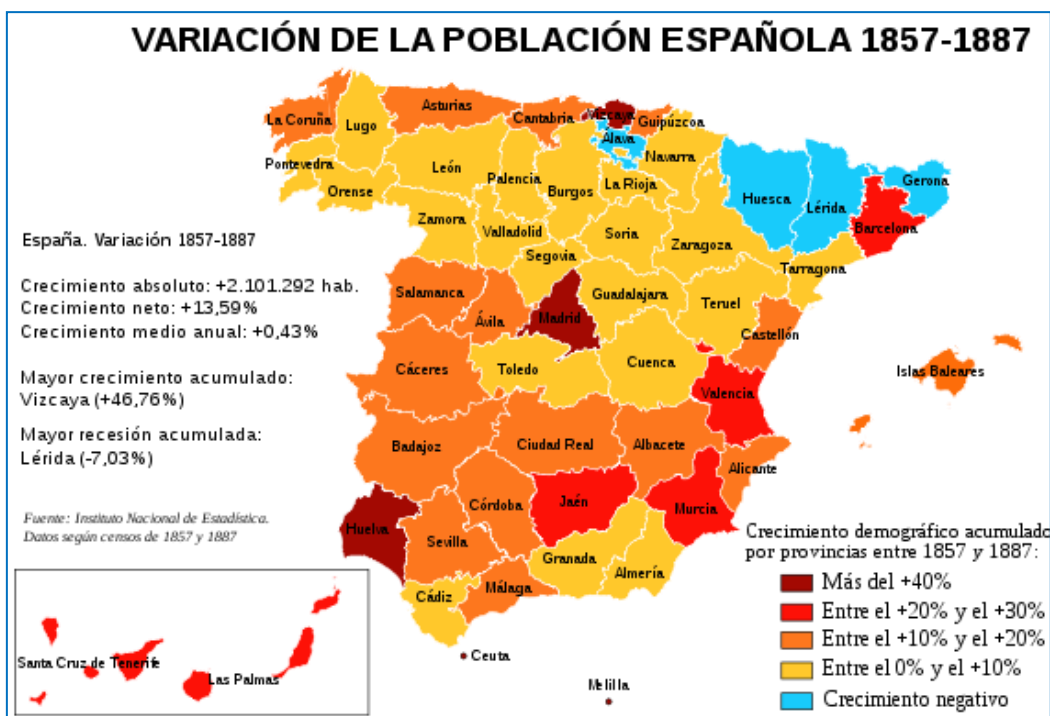 VARIACIÓN DE LA POBLACIÓN ESPAÑOLA 1857-1887
La Coruña
Lugo
Asturias
Cantabria
Vizcaya
Guipúzcoa
Álava
Navarra
Pontevedra
Orense
León
Palencia
Burgos
La Rioja
Huesca
Lérida
Gerona
Barcelona
Zamora
Valladolid
Soria
Zaragoza
Segovia
Tarragona
España. Variación 1857-1887
Crecimiento absoluto: +2.101.292 hab.
Crecimiento neto: +13,59%
Crecimiento medio anual: +0,43%
Salamanca
Ávila
Madrid
Guadalajara
Teruel
Castellón
Mayor crecimiento acumulado:
Vizcaya (+46,76%)
Cáceres
Toledo
Cuenca
Valencia
Islas Baleares
Mayor recesión acumulada:
Lérida (-7,03%)
Badajoz
Ciudad Real
Albacete
Alicante
Fuente: Instituto Nacional de Estadística.
Datos según censos de 1857 y 1887
Huelva
Sevilla
Córdoba
Jaén
Murcia
Granada
Almería
Cádiz
Málaga
Ceuta
Melilla
Santa Cruz de Tenerife
Las Palmas
Crecimiento demográfico acumulado
por provincias entre 1857 y 1887:
Más del +40%
Entre el +20% y el +30%
Entre el +10% y el +20%
Entre el 0% y el +10%
Crecimiento negativo